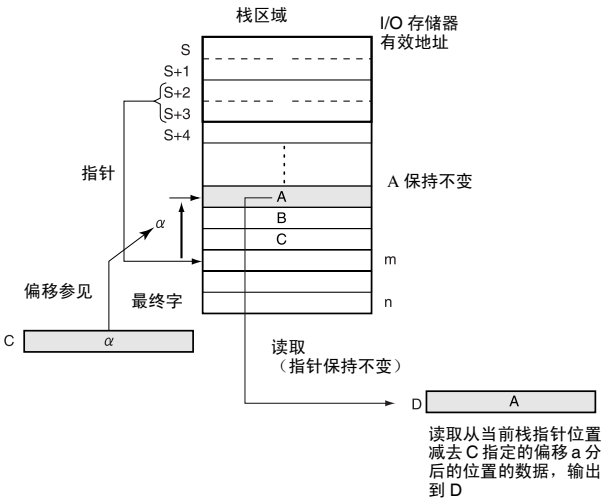 栈区域
I/O 存储器
有效地址
S
S+1
S+2
S+3
S+4
指针
A
A 保持不变
α
B
C
m
偏移参见
最终字
n
C
α
读取
（指针保持不变）
D
A
读取从当前栈指针位置
减去 C 指定的偏移 a 分
后的位置的数据，输出
到 D